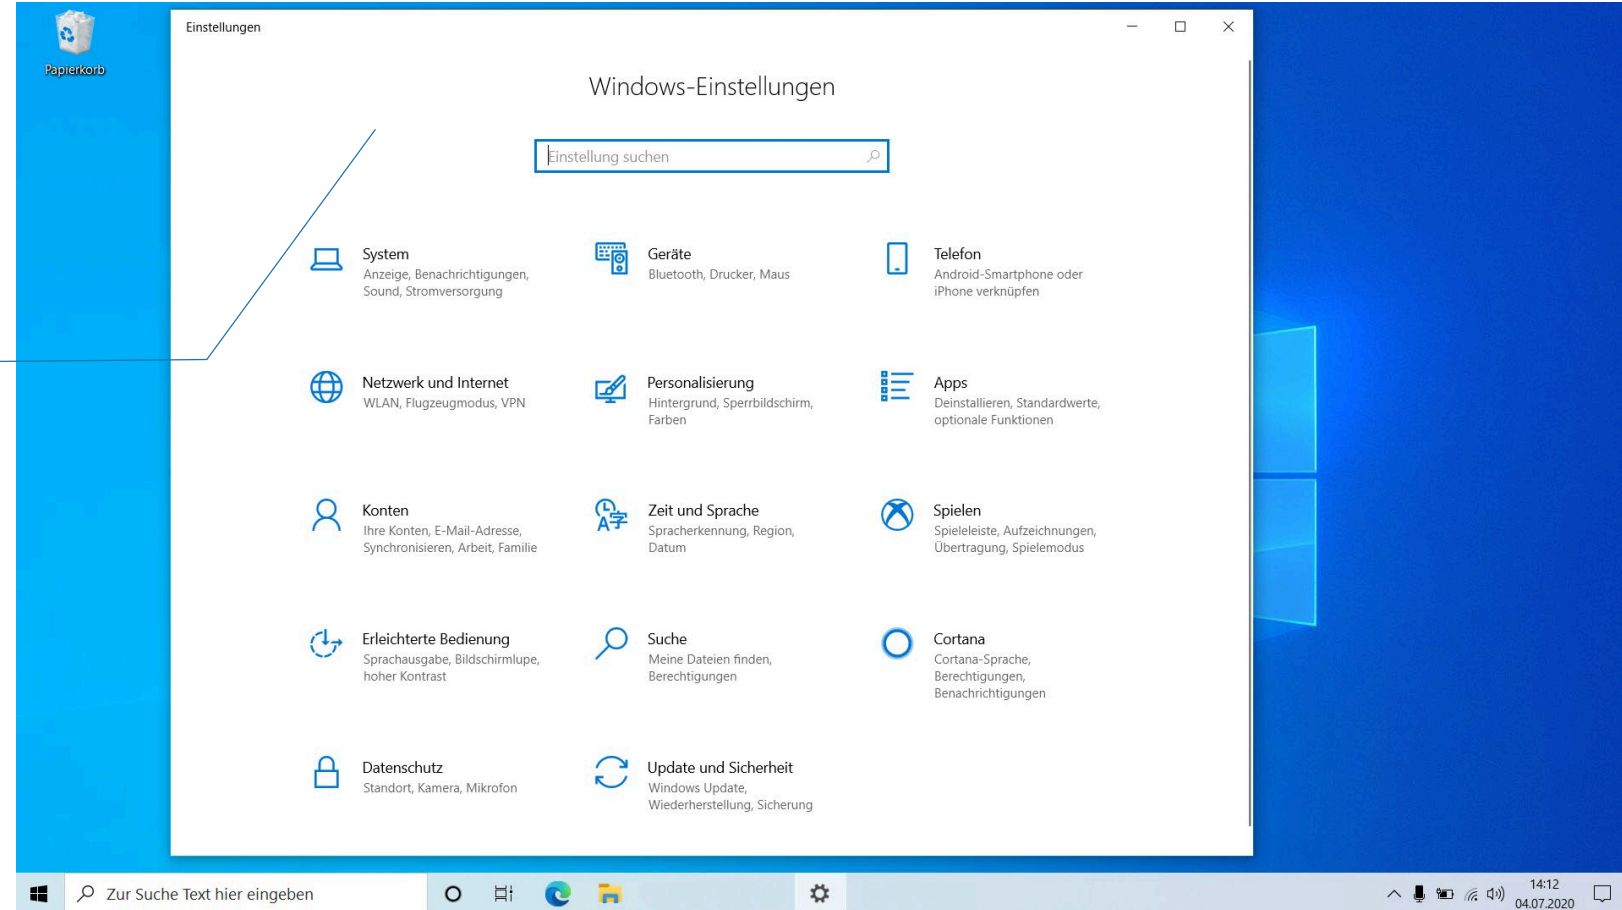 Papierkorb
Einstellungen
Windows-Einstellungen
Einstellung suchen
System
Anzeige, Benachrichtigungen,
Sound, Stromversorgung
Geräte
Bluetooth, Drucker, Maus
Telefon
Android-Smartphone oder
iPhone verknüpfen
Netzwerk und Internet
WLAN, Flugzeugmodus, VPN
Personalisierung
Hintergrund, Sperrbildschirm,
Farben
Apps
Deinstallieren, Standardwerte,
optionale Funktionen
Konten
Ihre Konten, E-Mail-Adresse,
Synchronisieren, Arbeit, Familie
Zeit und Sprache
Spracherkennung, Region,
Datum
Spielen
Spieleleiste, Aufzeichnungen,
Übertragung, Spielemodus
Erleichterte Bedienung
Sprachausgabe, Bildschirmlupe,
hoher Kontrast
Suche
Meine Dateien finden,
Berechtigungen
Cortana
Cortana-Sprache,
Berechtigungen,
Benachrichtigungen
Datenschutz
Standort, Kamera, Mikrofon
Update und Sicherheit
Windows Update,
Wiederherstellung, Sicherung
Zur Suche Text hier eingeben
14:12
04.07.2020